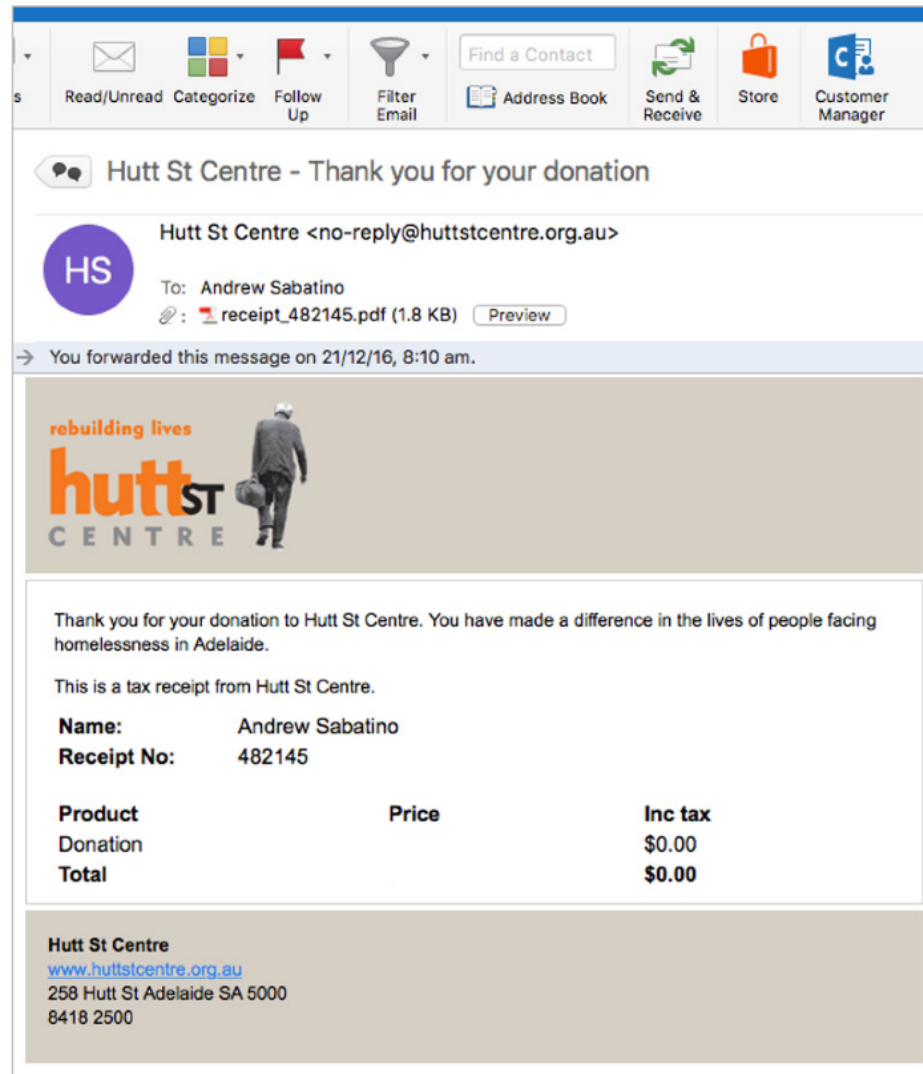 s
Read/Unread
Categorize
Follow Up
Filter Email
Find a Contact
Address Book
Send & Receive
Store
Customer Manager
Hutt St Centre - Thank you for your donation
HS
Hutt St Centre <no-reply@huttstcentre.org.au>
To: Andrew Sabatino
: receipt_482145.pdf (1.8 KB) Preview
You forwarded this message on 21/12/16, 8:10 am.
rebuilding lives
hutt ST
CENTRE
Thank you for your donation to Hutt St Centre. You have made a difference in the lives of people facing
homelessness in Adelaide.
This is a tax receipt from Hutt St Centre.
Name: Andrew Sabatino
Receipt No: 482145
Product Price Inc tax
Donation $0.00
Total $0.00
Hutt St Centre
www.huttstcentre.org.au
258 Hutt St Adelaide SA 5000
8418 2500